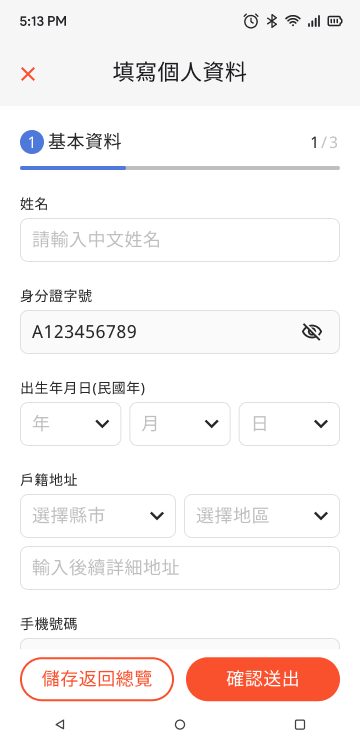 5:13 PM
填寫個人資料
1 基本資料 1/3
姓名
請輸入中文姓名
身分證字號
A123456789
出生年月日(民國年)
年 月 日
戶籍地址
選擇縣市 選擇地區
輸入後續詳細地址
手機號碼
儲存返回總覽 確認送出